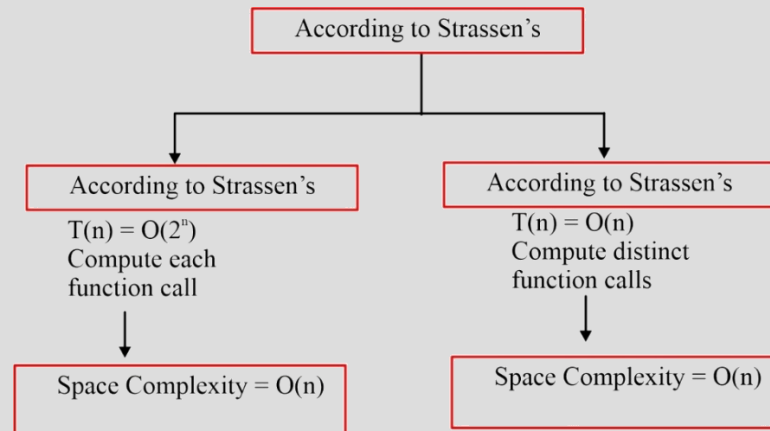 According to Strassen’s
According to Strassen’s
T(n) = O(2ⁿ)
Compute each
function call
Space Complexity = O(n)
According to Strassen’s
T(n) = O(n)
Compute distinct
function calls
Space Complexity = O(n)